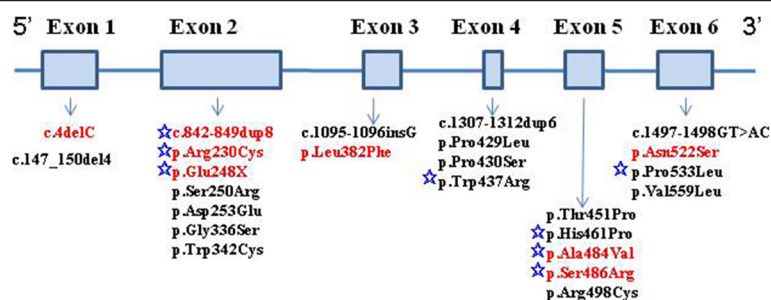 5' Exon 1 Exon 2 Exon 3 Exon 4 Exon 5 Exon 6 3'
c.4delC
c.147_150del4
c.842-849dup8
p.Arg230Cys
p.Glu248X
p.Ser250Arg
p.Asp253Glu
p.Gly336Ser
p.Trp342Cys
c.1095-1096insG
p.Leu382Phe
c.1307-1312dup6
p.Pro429Leu
p.Pro430Ser
p.Trp437Arg
p.Thr451Pro
p.His461Pro
p.Ala484Val
p.Ser486Arg
p.Arg498Cys
c.1497-1498GT>AC
p.Asn522Ser
p.Pro533Leu
p.Val559Leu